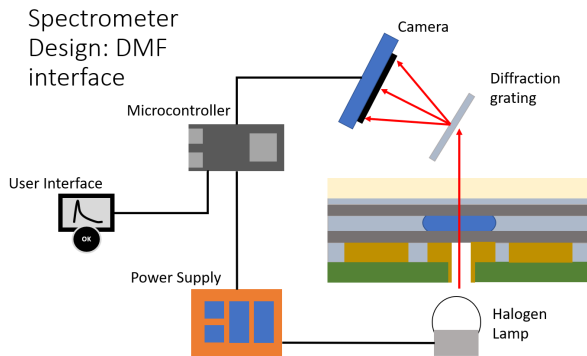 Spectrometer
Design: DMF
interface
Camera
Diffraction
grating
Microcontroller
User Interface
OK
Power Supply
Halogen
Lamp